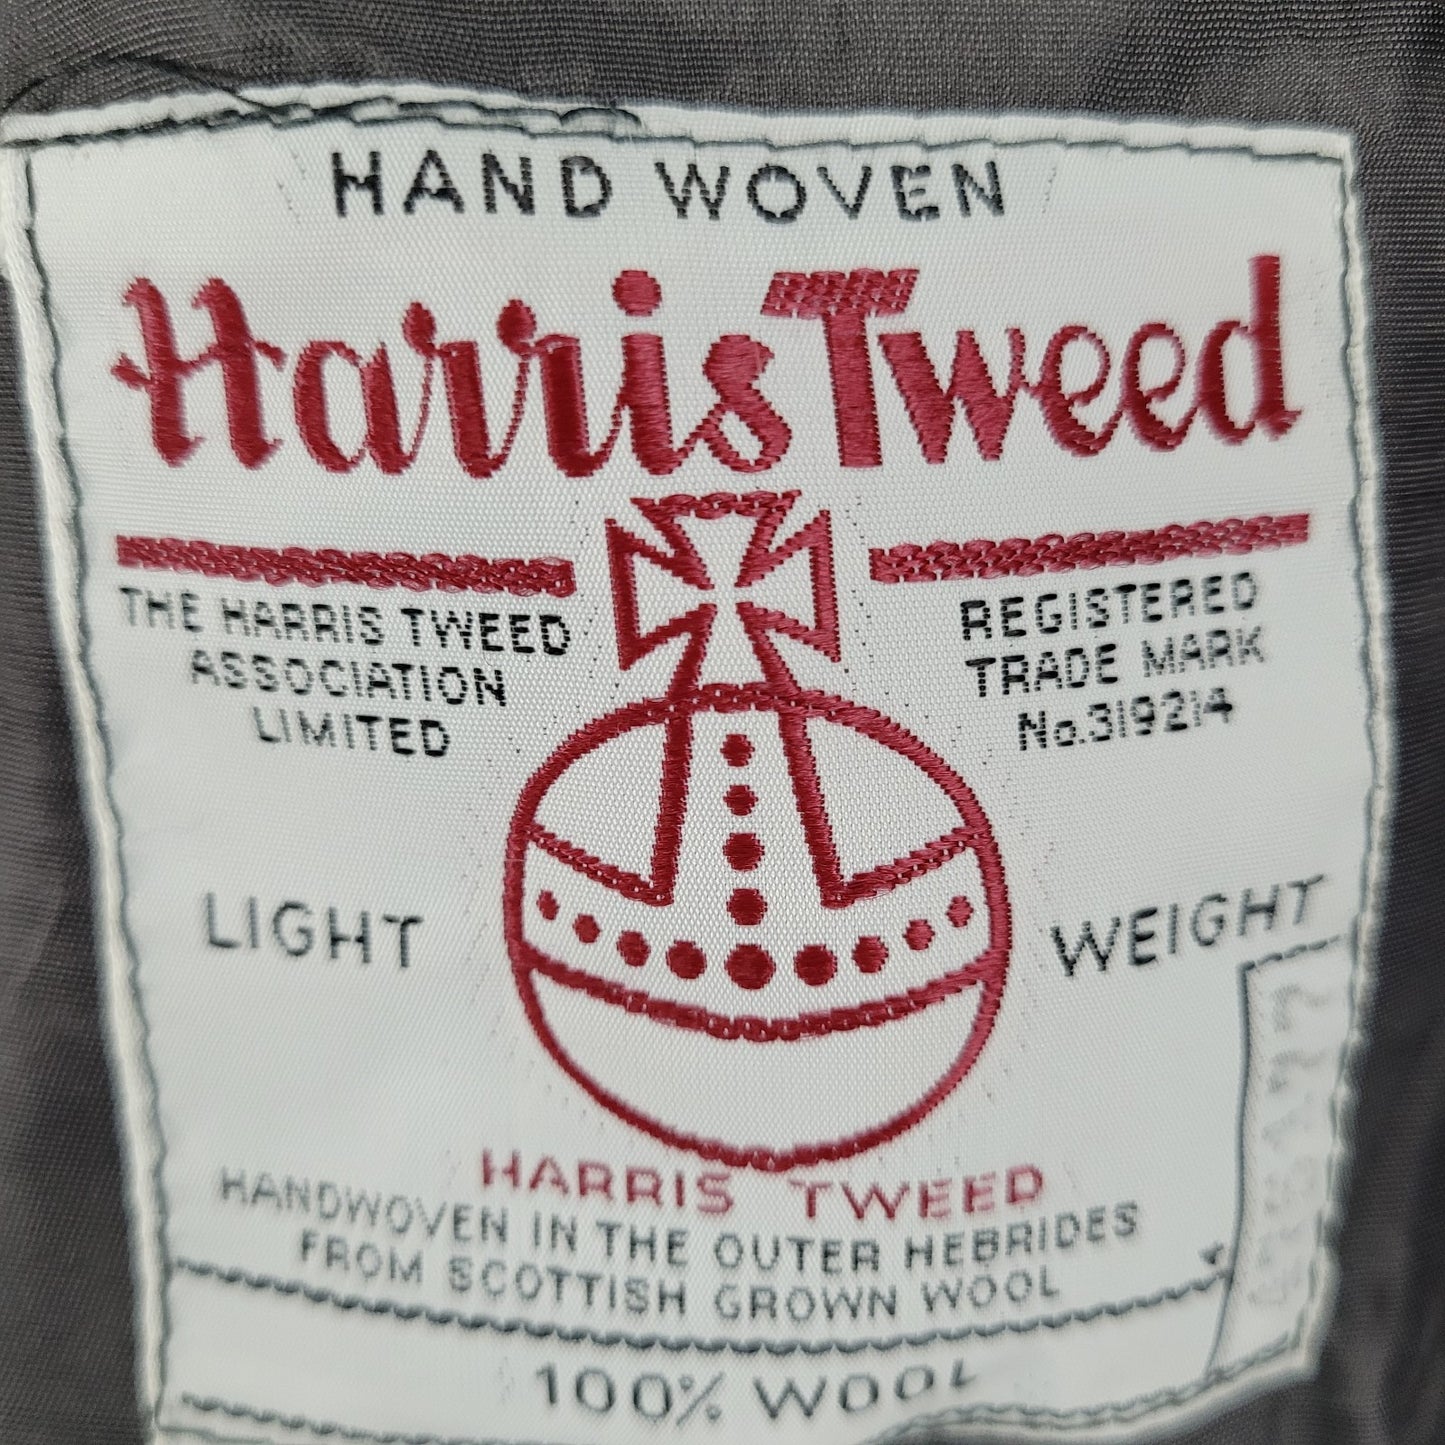 HAND WOVEN
Harris Tweed
THE HARRIS TWEED
ASSOCIATION
LIMITED
REGISTERED
TRADE MARK
No.319214
LIGHT WEIGHT
HARRIS TWEED
HANDWOVEN IN THE OUTER HEBRIDES
FROM SCOTTISH GROWN WOOL
100% WOOL